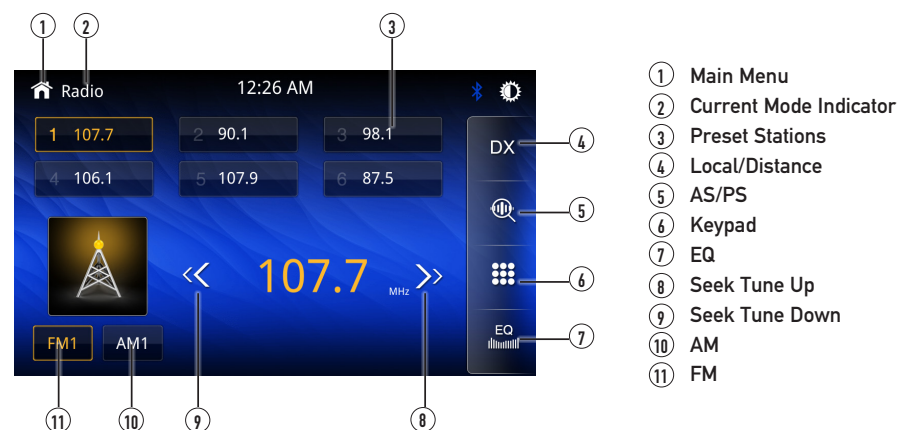 1 2 3
Radio 12:26 AM
1 107.7 2 90.1 3 98.1
4 106.1 5 107.9 6 87.5
DX 4
5
107.7 MHz
6
EQ 7
FM1 AM1
11 10 9 8
1 Main Menu
2 Current Mode Indicator
3 Preset Stations
4 Local/Distance
5 AS/PS
6 Keypad
7 EQ
8 Seek Tune Up
9 Seek Tune Down
10 AM
11 FM